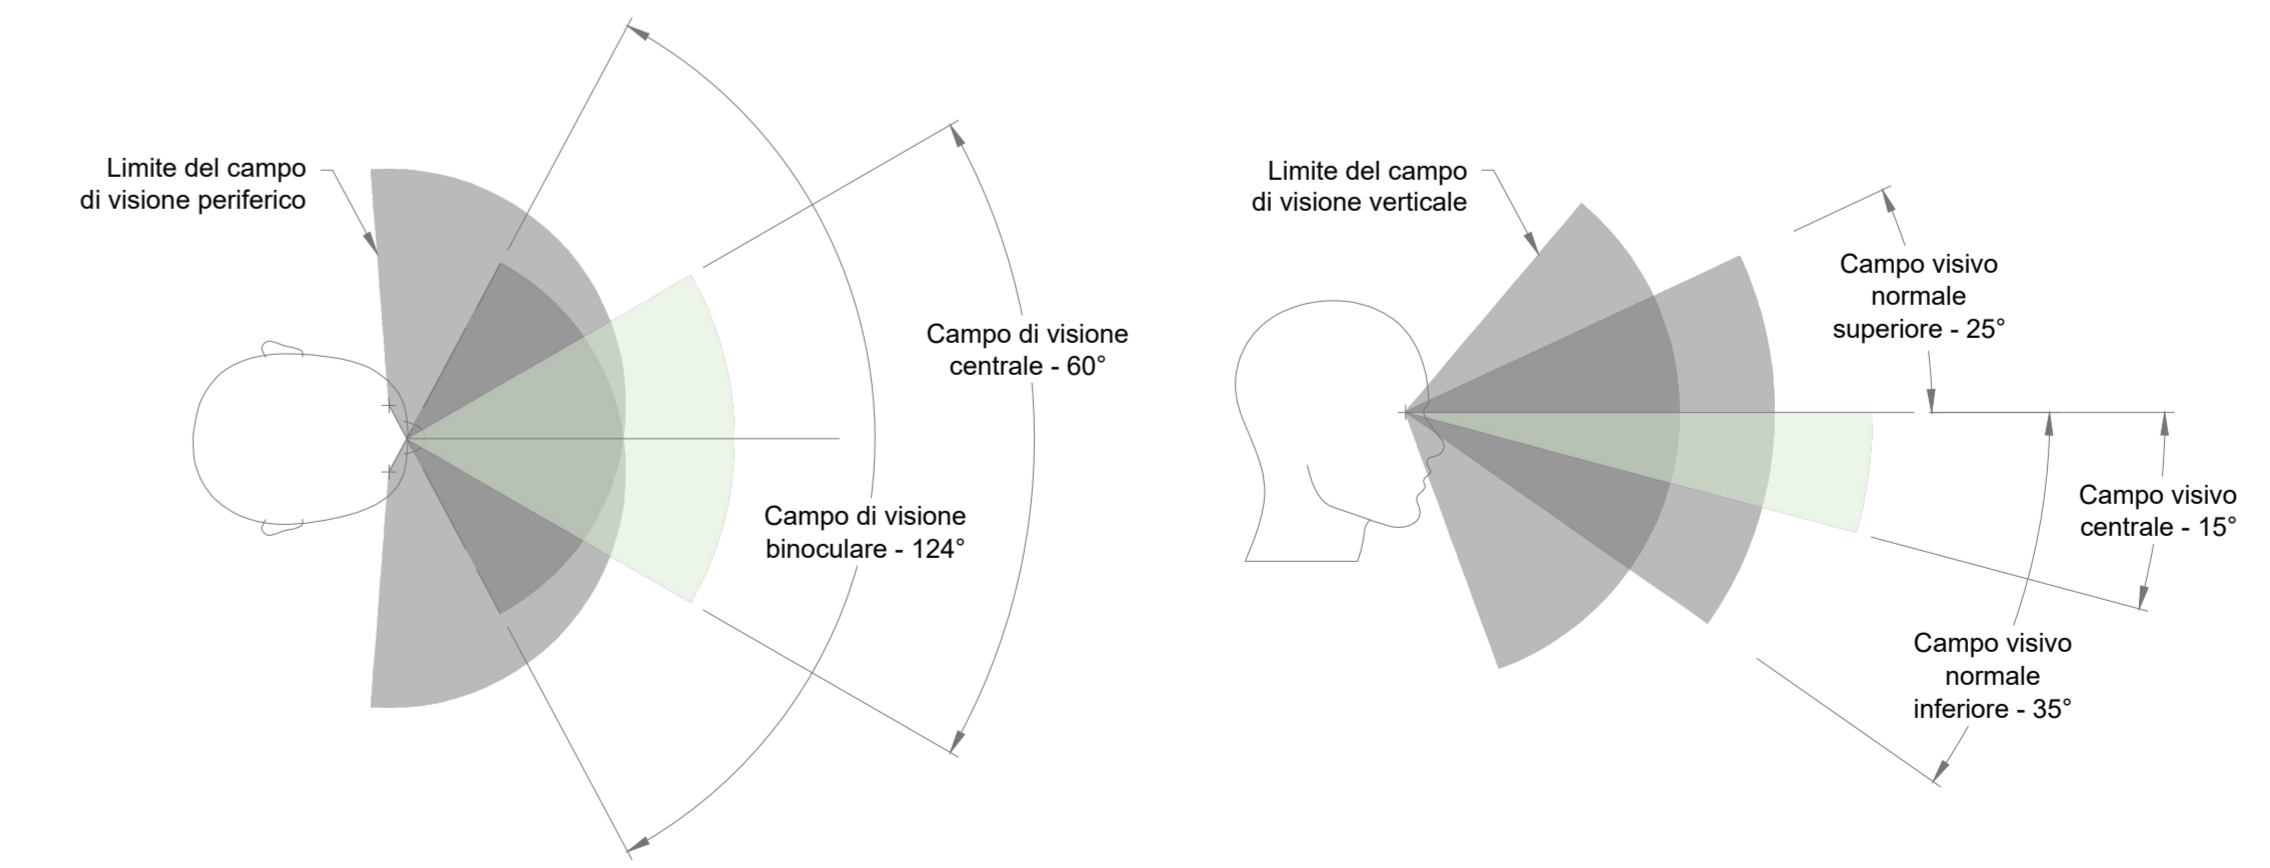 Limite del campo
di visione periferico
Campo di visione
centrale - 60°
Campo di visione
binoculare - 124°
Limite del campo
di visione verticale
Campo visivo
normale
superiore - 25°
Campo visivo
centrale - 15°
Campo visivo
normale
inferiore - 35°